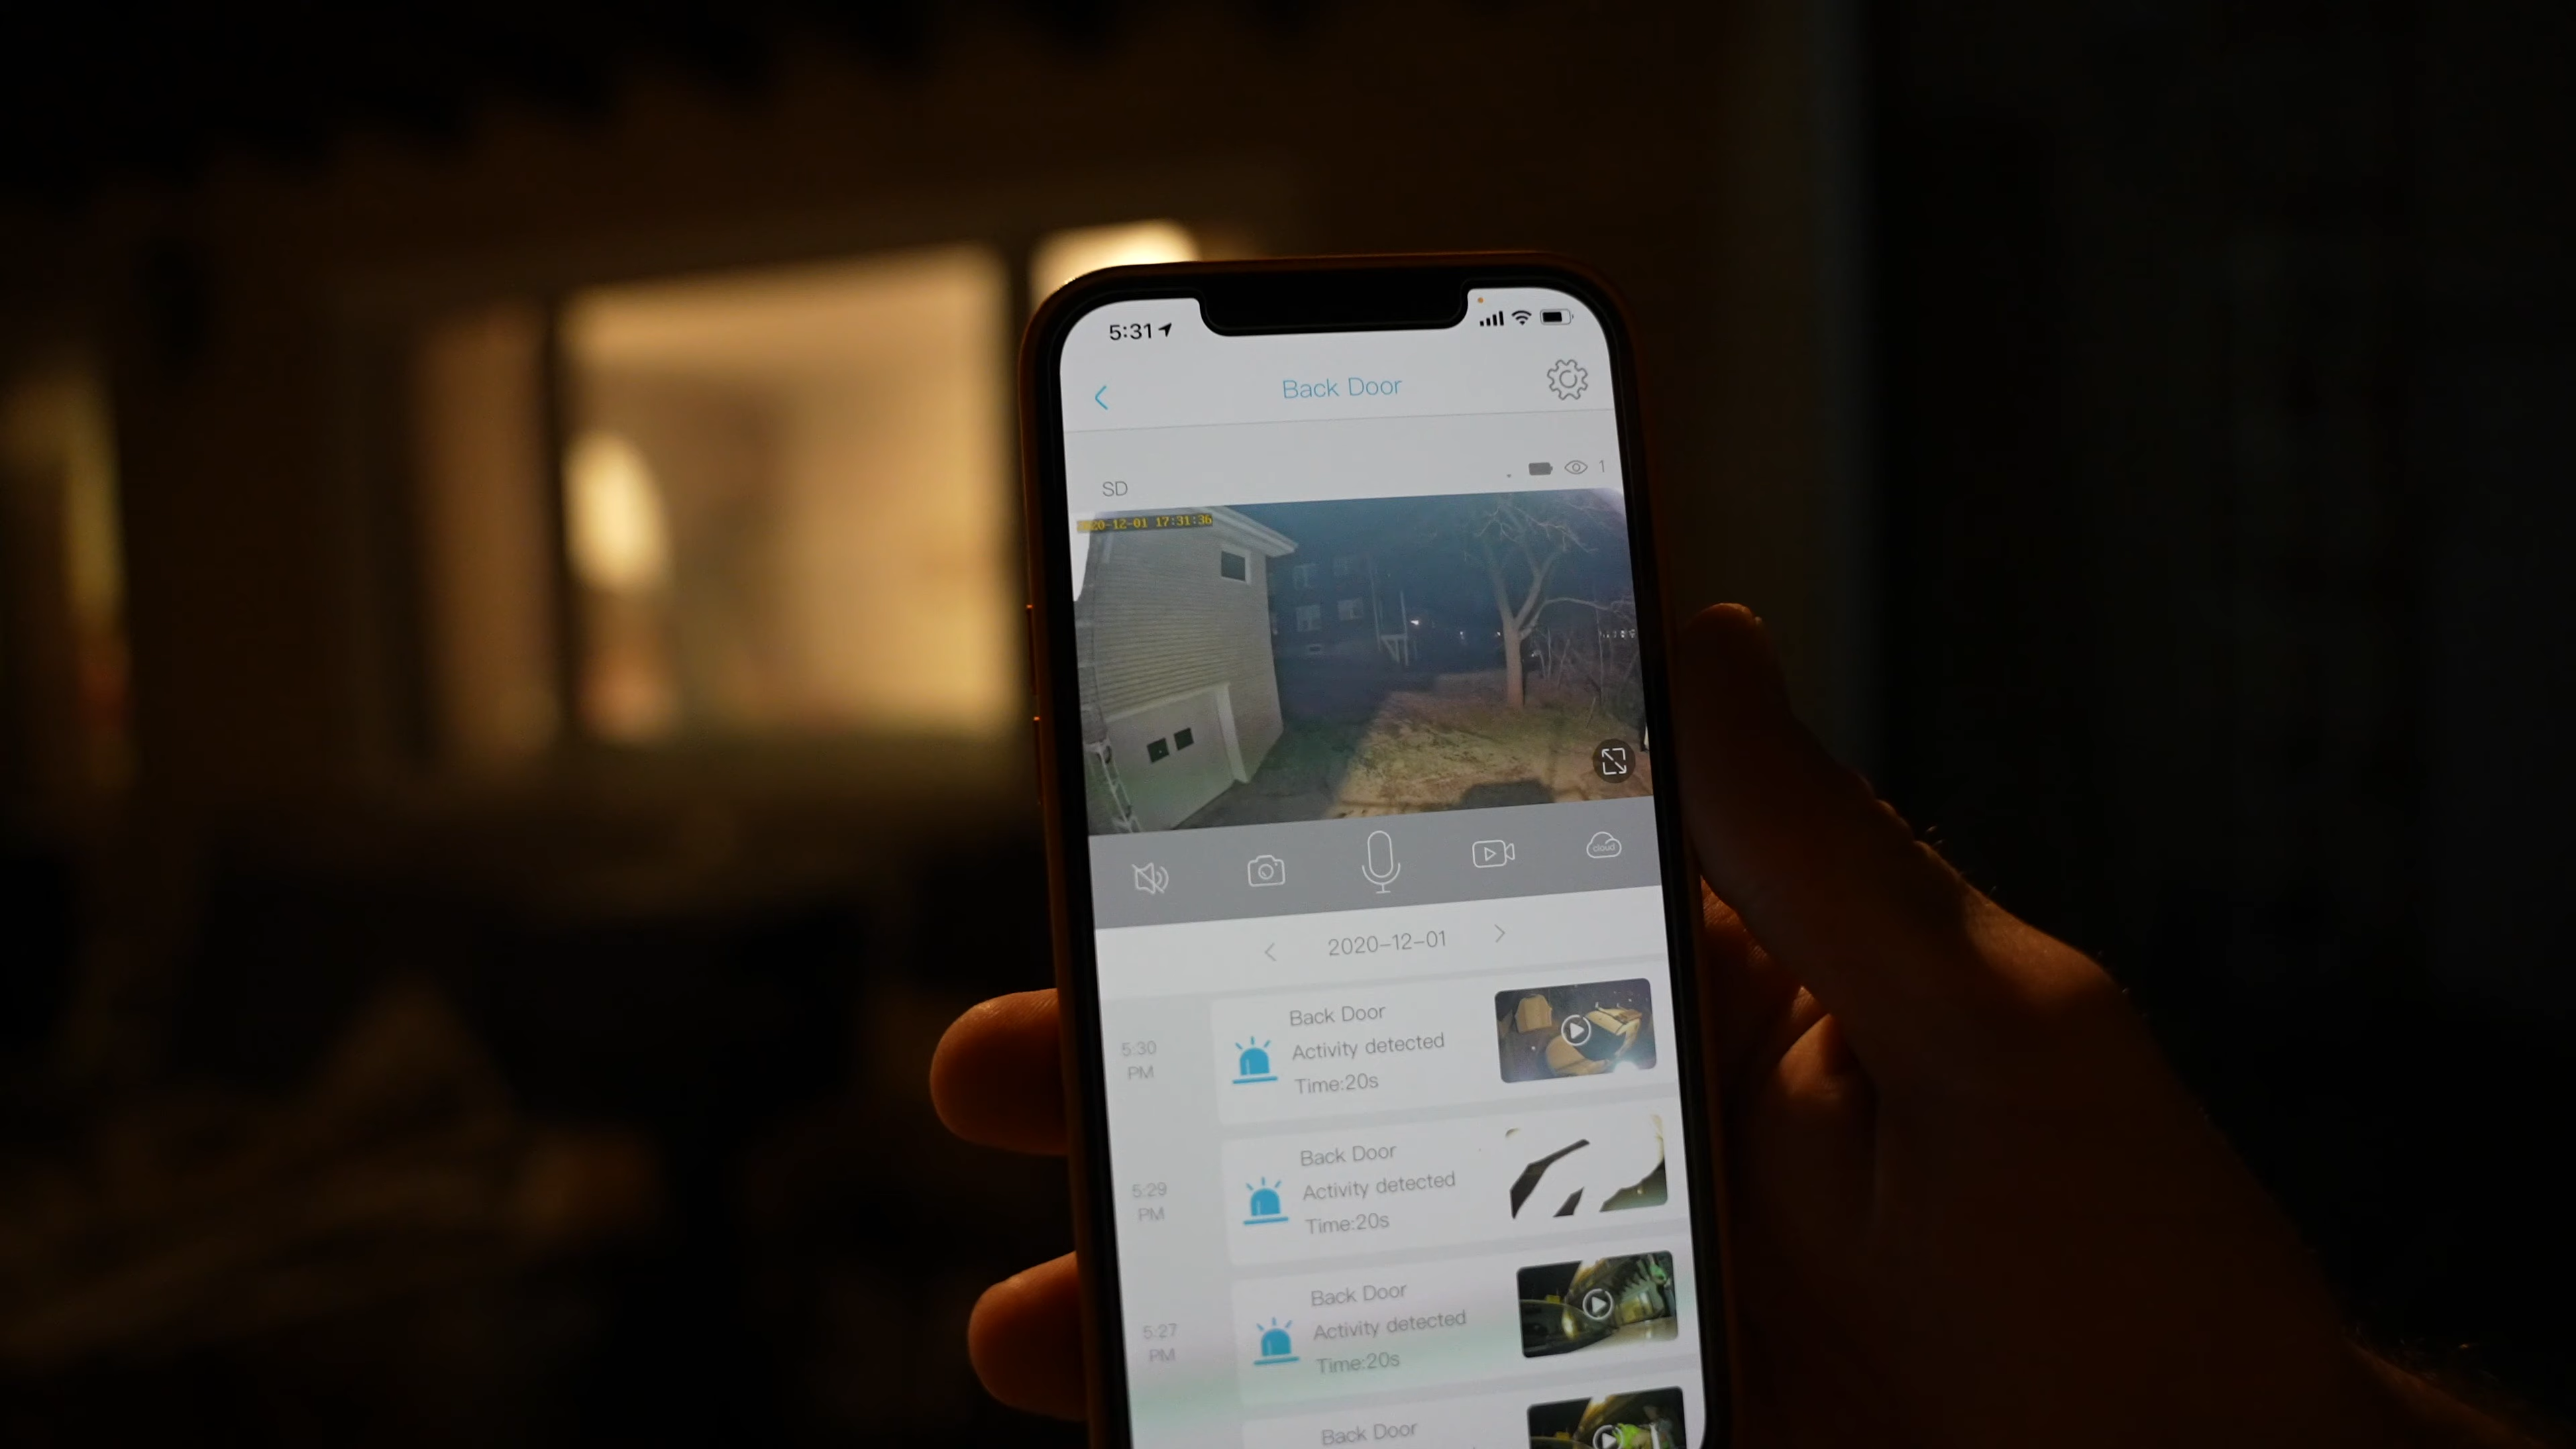 5:31
Back Door
SD
1
20-12-01 17:31:36
cloud
2020-12-01
5:30 PM
Back Door
Activity detected
Time:20s
5:29 PM
Back Door
Activity detected
Time:20s
5:27 PM
Back Door
Activity detected
Time:20s
Back Door